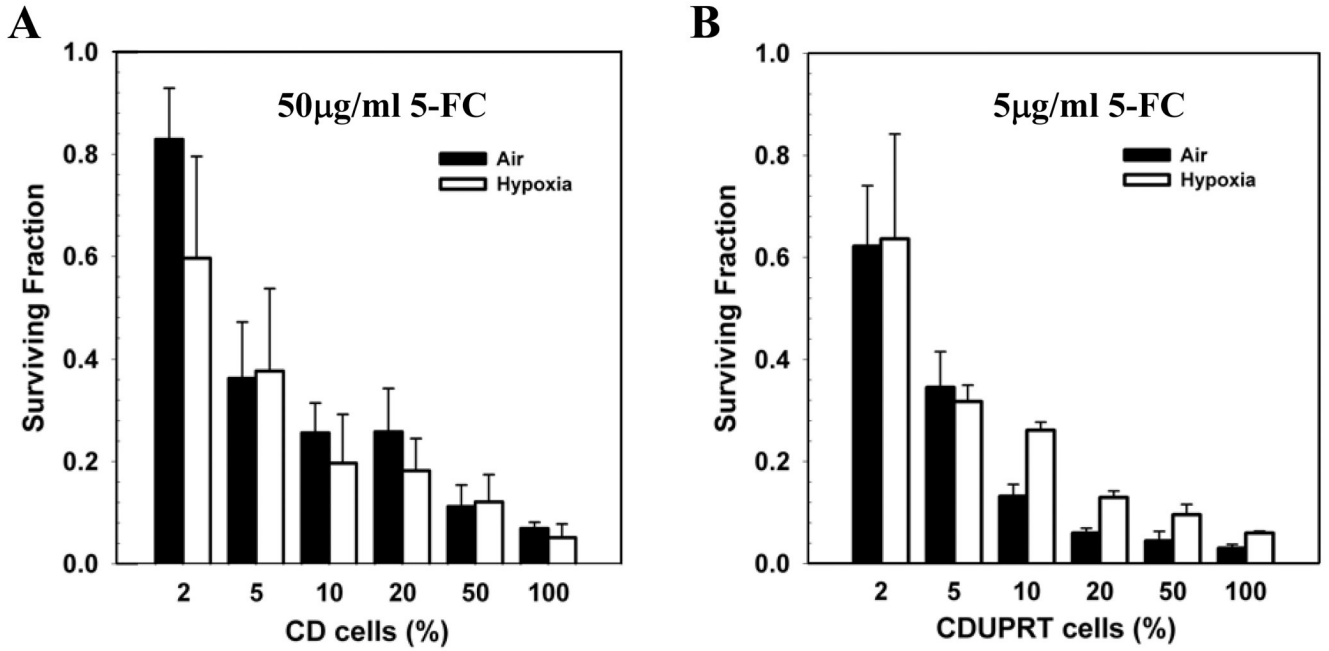 A
50μg/ml 5-FC
Air
Hypoxia
Surviving Fraction
1.0
0.8
0.6
0.4
0.2
0.0
2 5 10 20 50 100
CD cells (%)
B
5μg/ml 5-FC
Air
Hypoxia
Surviving Fraction
1.0
0.8
0.6
0.4
0.2
0.0
2 5 10 20 50 100
CDUPRT cells (%)